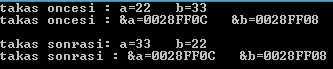 takas oncesi : a=22 b=33
takas oncesi : &a=0028FF0C &b=0028FF08
takas sonrasi: a=33 b=22
takas sonrasi : &a=0028FF0C &b=0028FF08